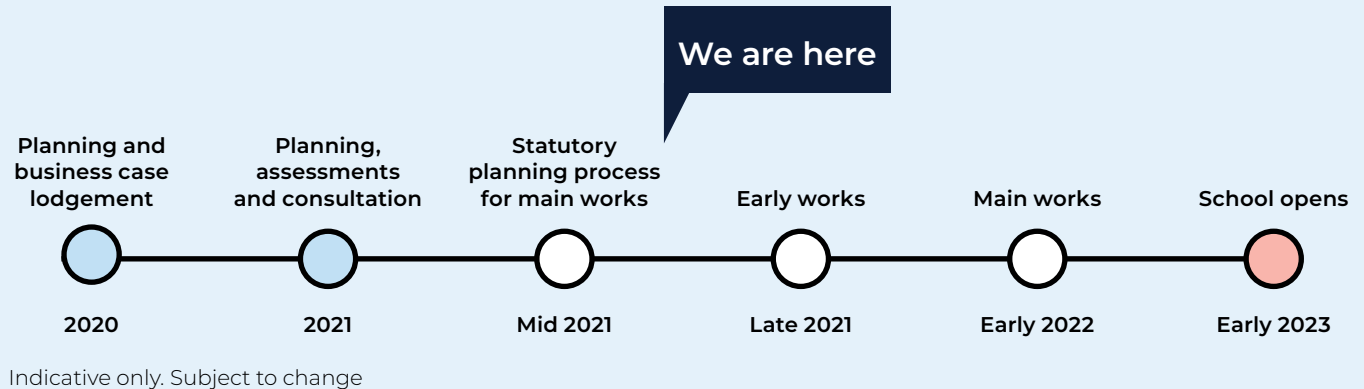 We are here
Planning and
business case
lodgement
Planning,
assessments
and consultation
Statutory
planning process
for main works
Early works
Main works
School opens
2020
2021
Mid 2021
Late 2021
Early 2022
Early 2023
Indicative only. Subject to change